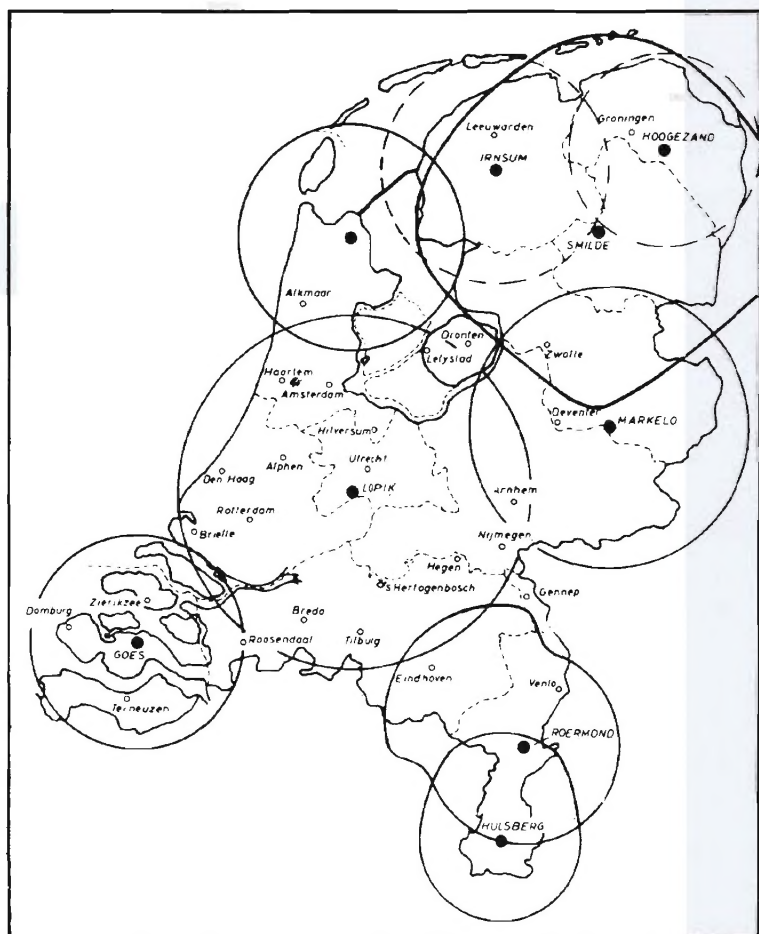 Groningen
Leeuwarden
HOOGEZAND
IRNSUM
SMILDE
Alkmaar
Dronten
Zwolle
Lelystad
Haarlem
Amsterdam
Deventer
MARKELO
Hilversum
Alphen
Utrecht
Den Haag
LOPIK
Arnhem
Rotterdam
Brielle
Nijmegen
Hegen
'sHertogenbosch
Gennep
Zierikzee
Domburg
Breda
GOES
Roosendaal
Tilburg
Eindhoven
Venlo
Terneuzen
ROERMOND
HULSBERG